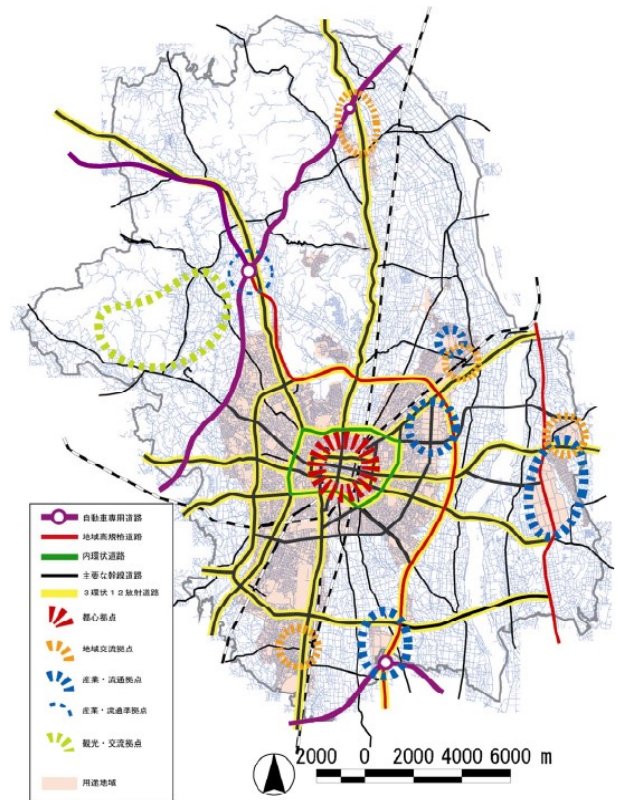 自動車専用道路
地域高規格道路
内環状道路
主要な幹線道路
3環状12放射道路
都心拠点
地域交流拠点
産業・流通拠点
産業・流通準拠点
観光・交流拠点
用途地域
2000 0 2000 4000 6000 m